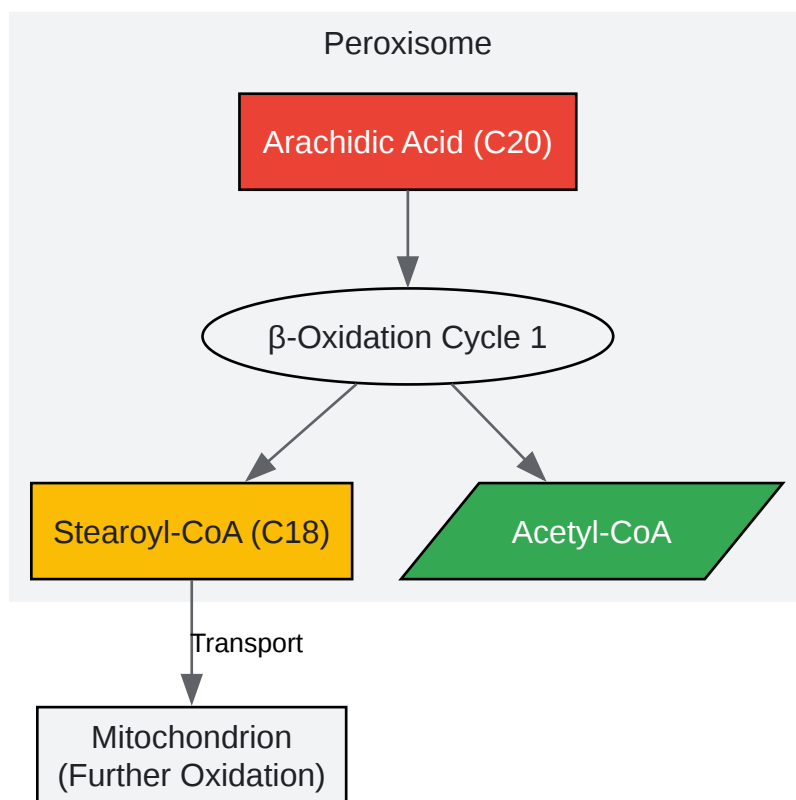 Peroxisome
Arachidic Acid (C20)
β-Oxidation Cycle 1
Stearoyl-CoA (C18)
Acetyl-CoA
Transport
Mitochondrion
(Further Oxidation)